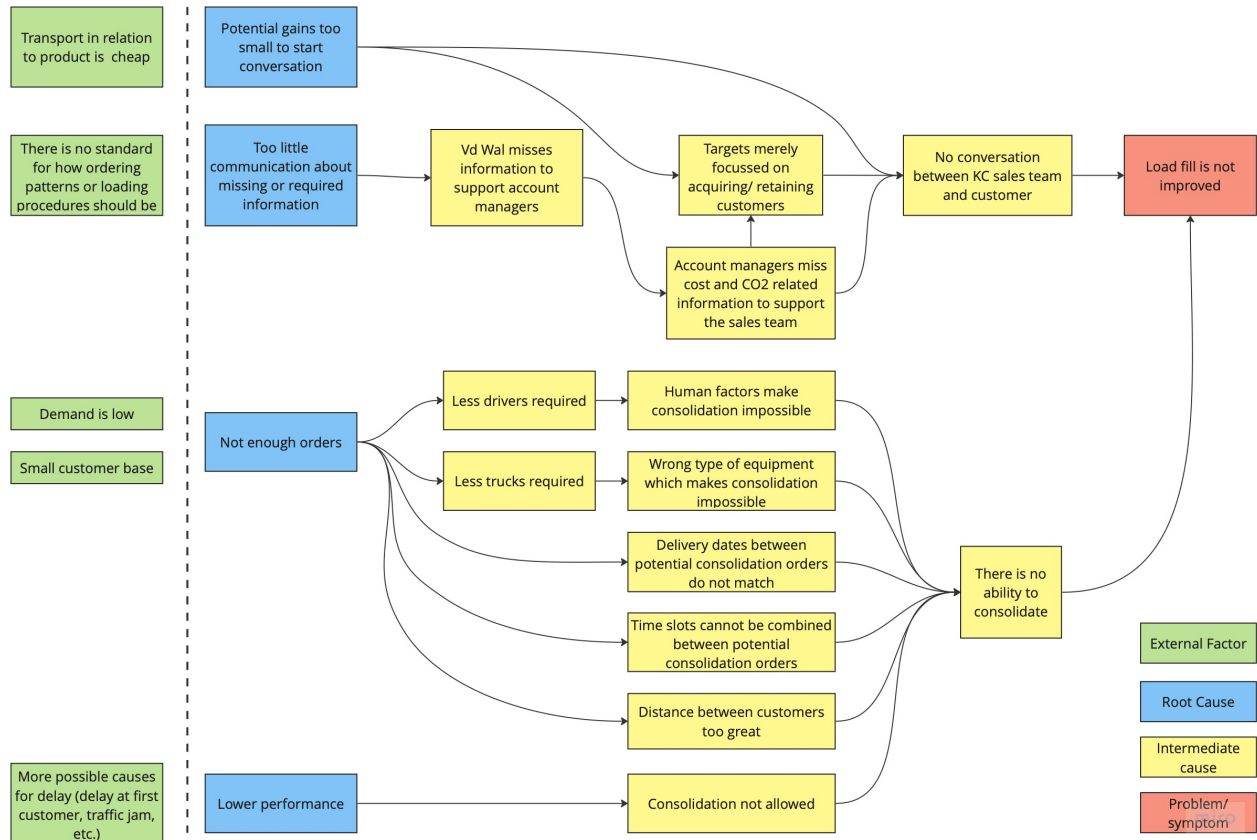 Transport in relation
to product is cheap
Potential gains too
small to start
conversation
There is no standard
for how ordering
patterns or loading
procedures should be
Too little
communication about
missing or required
information
Vd Wal misses
information to
support account
managers
Targets merely
focussed on
acquiring/ retaining
customers
No conversation
between KC sales team
and customer
Load fill is not
improved
Account managers miss
cost and CO2 related
information to support
the sales team
Demand is low
Small customer base
Not enough orders
Less drivers required
Human factors make
consolidation impossible
Less trucks required
Wrong type of equipment
which makes consolidation
impossible
Delivery dates between
potential consolidation orders
do not match
Time slots cannot be combined
between potential
consolidation orders
Distance between customers
too great
There is no
ability to
consolidate
More possible causes
for delay (delay at first
customer, traffic jam,
etc.)
Lower performance
Consolidation not allowed
External Factor
Root Cause
Intermediate
cause
Problem/
symptom
miro